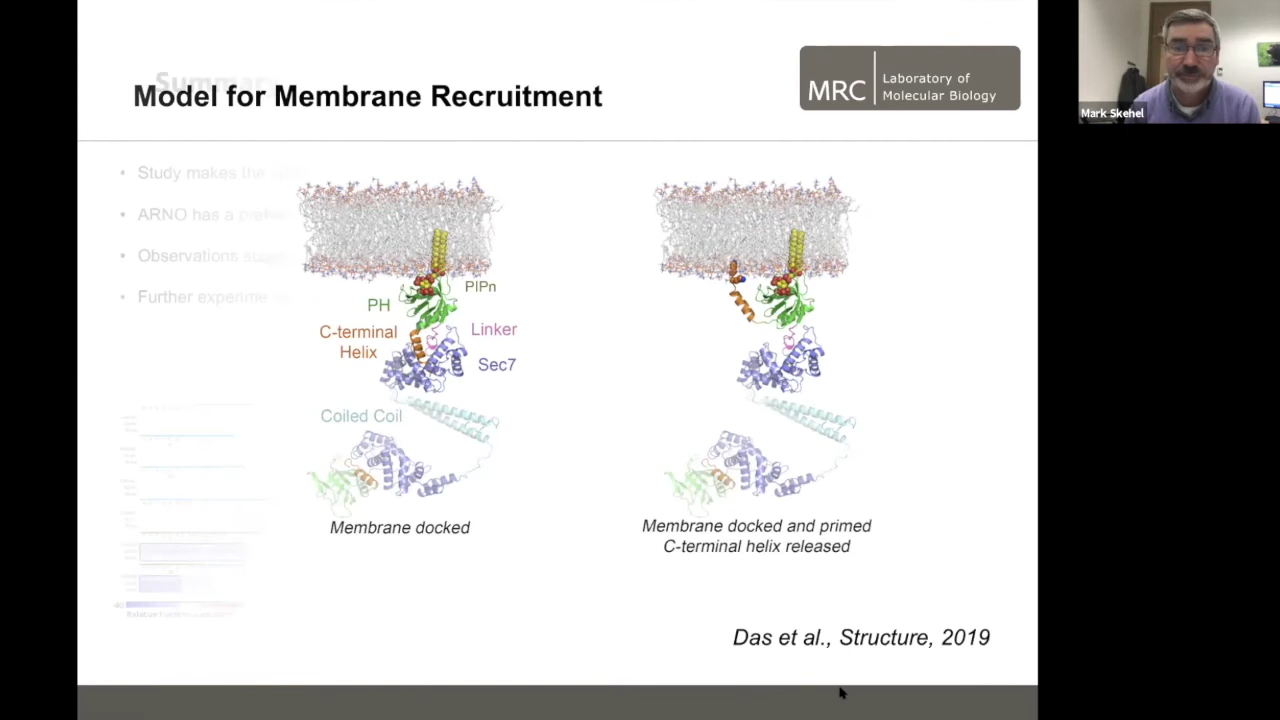 Summary
Model for Membrane Recruitment
MRC
Laboratory of
Molecular Biology
Mark Skehel
Study makes the
ARNO has a
Observations
Further
PH
PIPn
C-terminal
Helix
Linker
Sec7
Coiled Coil
Membrane docked
Membrane docked and primed
C-terminal helix released
Das et al., Structure, 2019